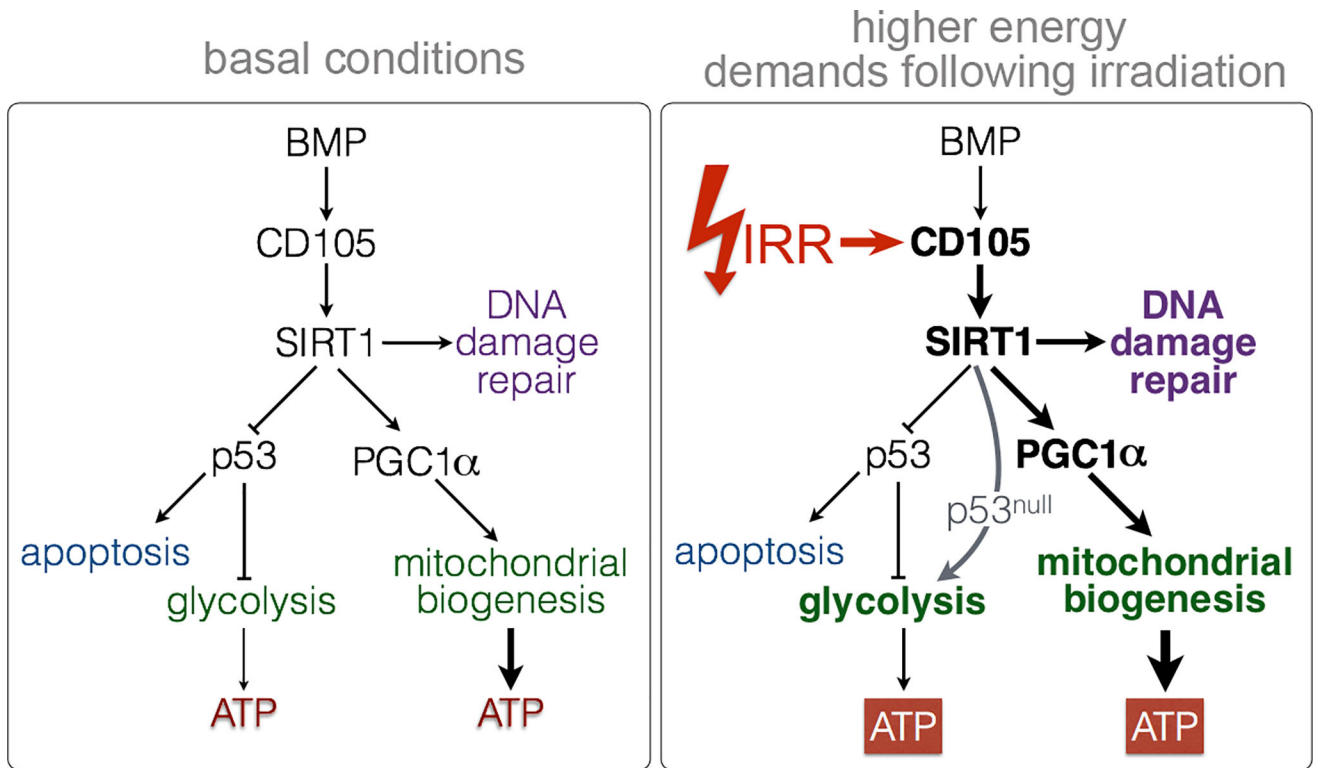 basal conditions
BMP
CD105
SIRT1
DNA
damage
repair
p53
PGC1α
apoptosis
mitochondrial
biogenesis
glycolysis
ATP
ATP
higher energy
demands following irradiation
BMP
IRR
CD105
SIRT1
DNA
damage
repair
p53
PGC1α
p53null
apoptosis
mitochondrial
biogenesis
glycolysis
ATP
ATP